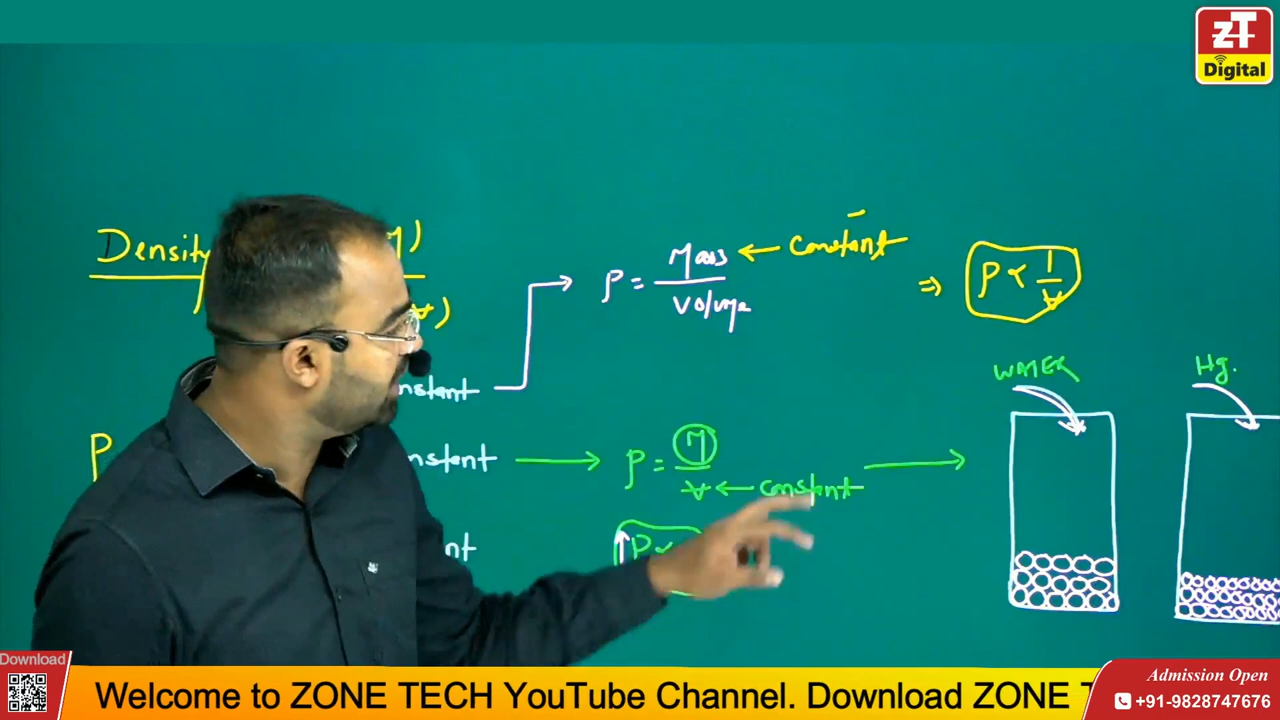 ZT
Digital
Density M)
V)
ρ = Mass ← Constant
Volume
⇒ ρ ∝ 1
V
nstant
P
nstant → ρ = M
V ← Constant →
nt
ρ ∝
WATER
Hg.
Download
Welcome to ZONE TECH YouTube Channel. Download ZONE T
Admission Open
+91-9828747676